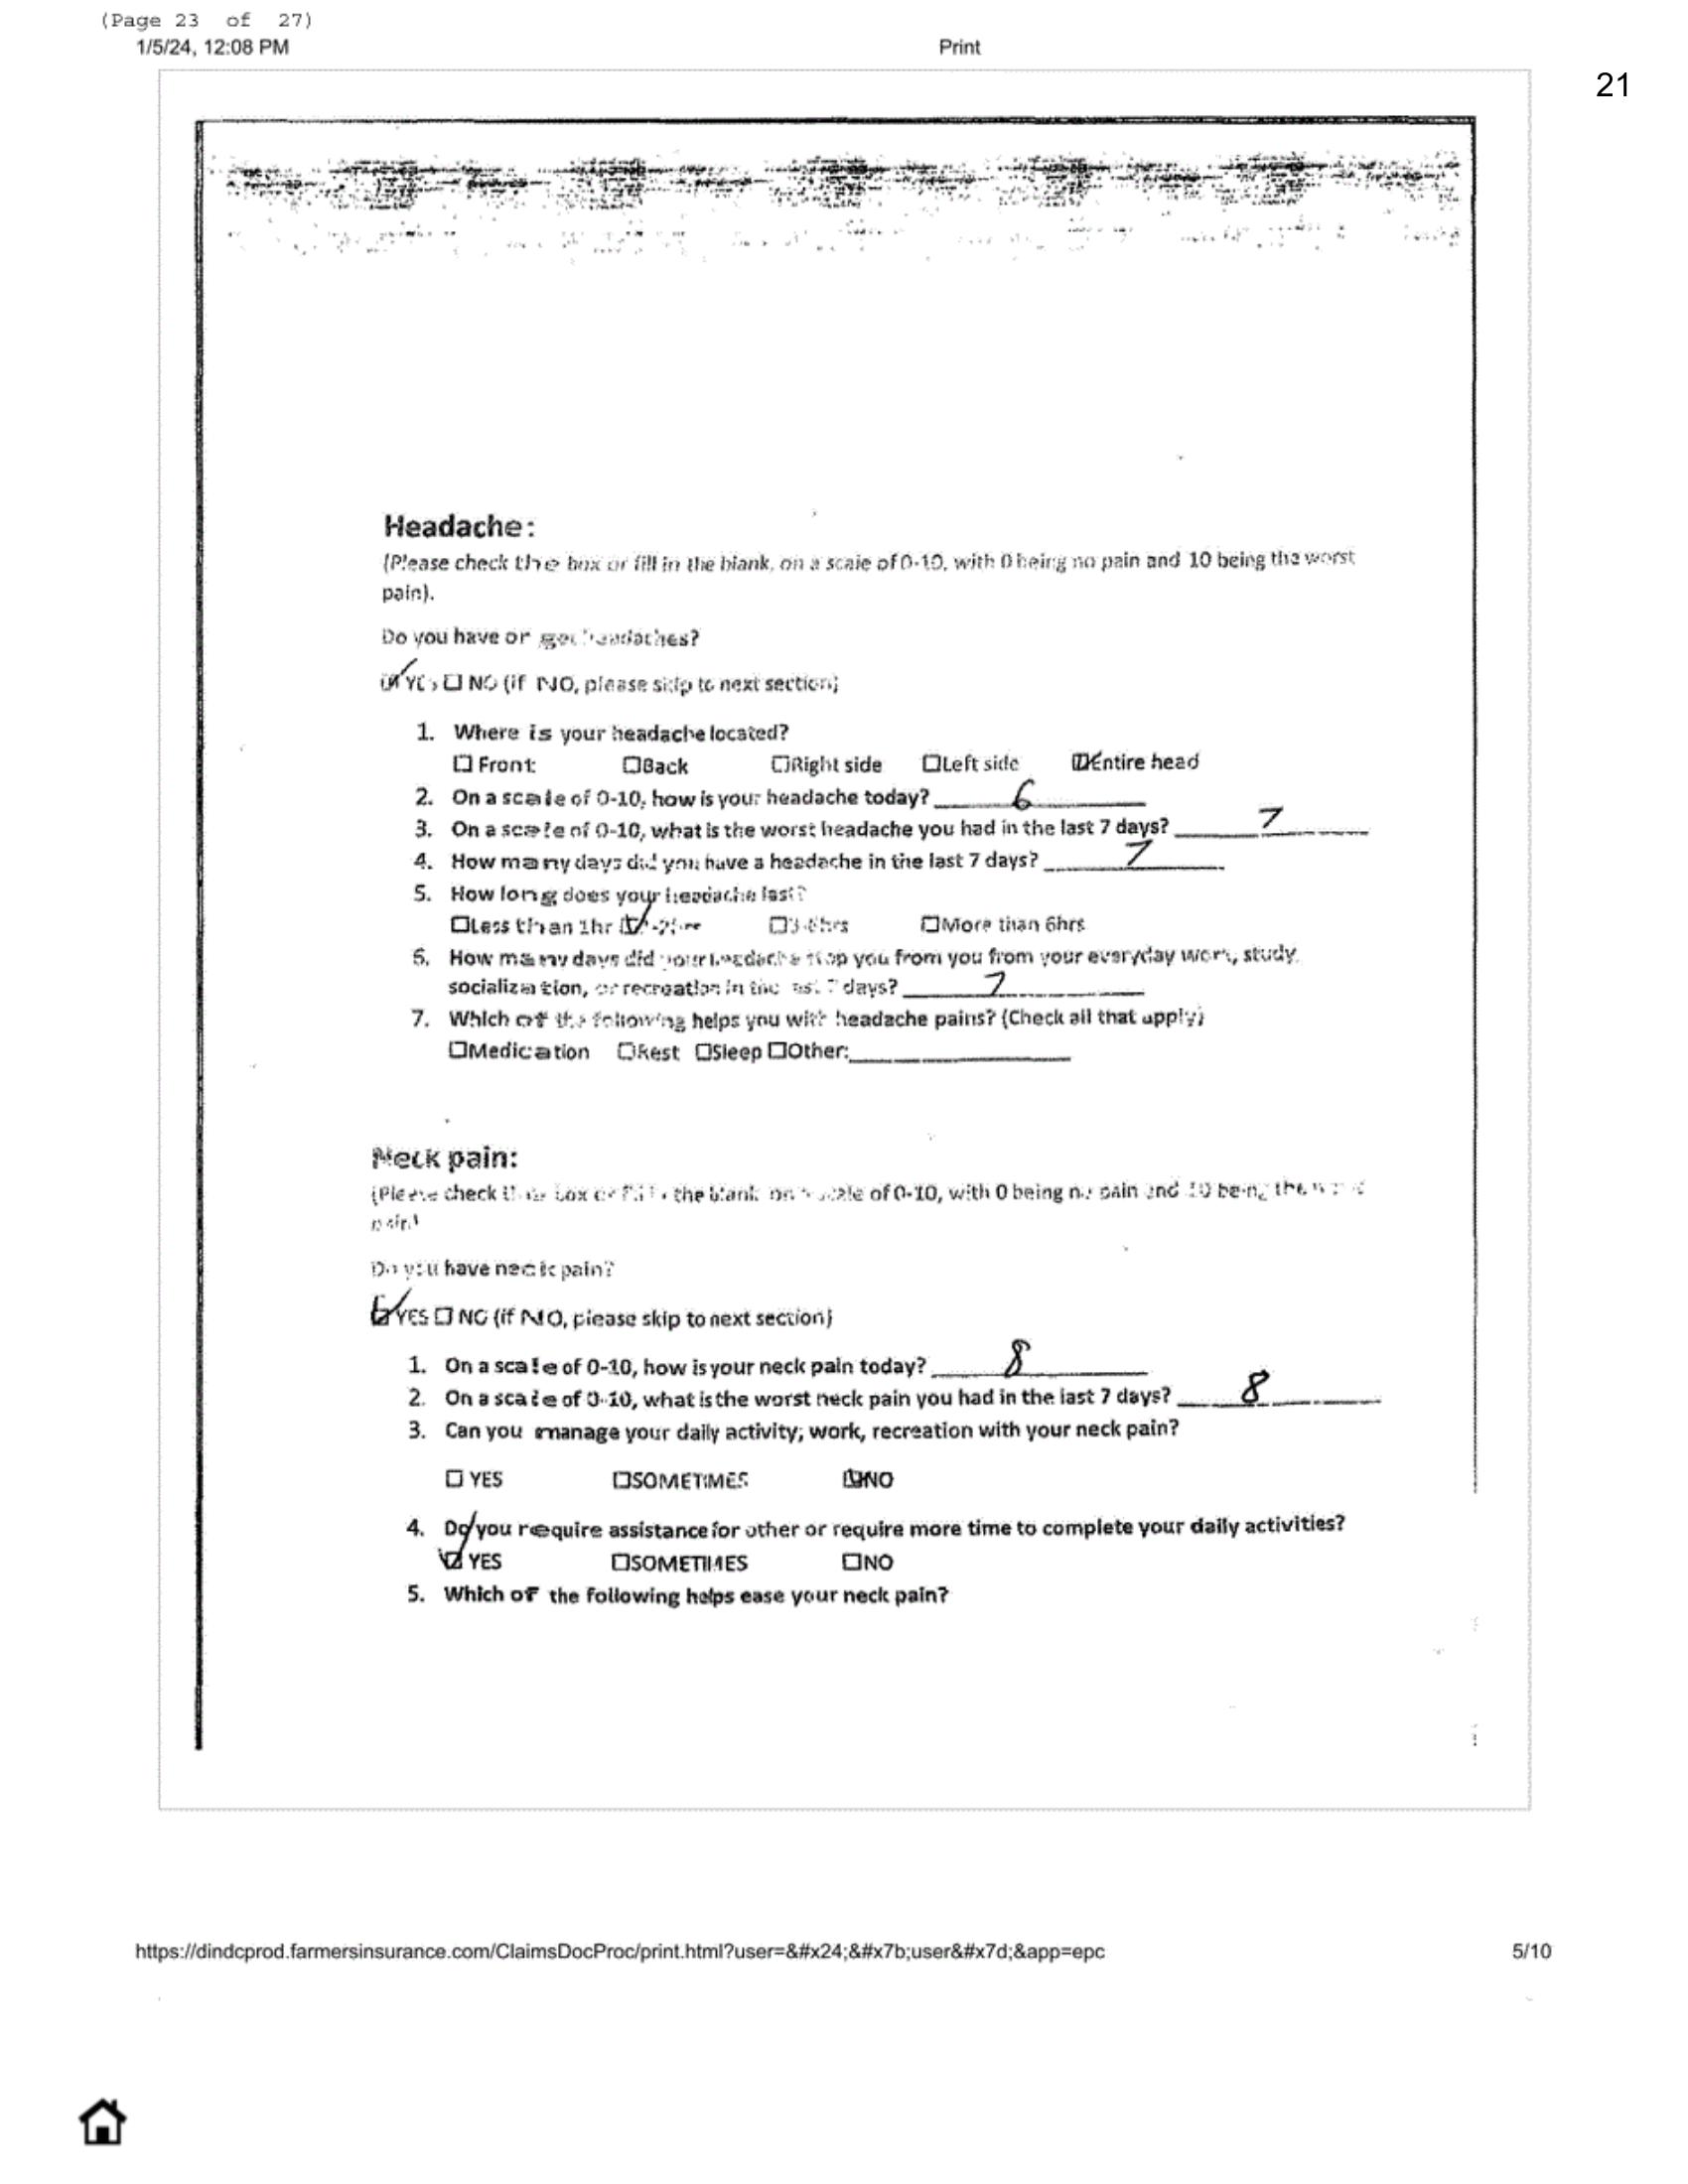 (Page 23 of 27)
1/5/24, 12:08 PM Print
21
Headache:
(Please check the box or fill in the blank, on a scale of 0-10, with 0 being no pain and 10 being the worst
pain).
Do you have or get headaches?
☑ YES ☐ NO (if NO, please skip to next section)
1. Where is your headache located?
☐ Front ☐Back ☐Right side ☐Left side ☑Entire head
2. On a scale of 0-10, how is your headache today? 6
3. On a scale of 0-10, what is the worst headache you had in the last 7 days? 7
4. How many days did you have a headache in the last 7 days? 7
5. How long does your headache last?
☐Less than 1hr ☑ ☐3-6hrs ☐More than 6hrs
6. How many days did your headache stop you from you from your everyday work, study,
socialization, or recreation in the last 7 days? 7
7. Which of the following helps you with headache pains? (Check all that apply)
☐Medication ☐Rest ☐Sleep ☐Other:
Neck pain:
(Please check the box or fill in the blank, on a scale of 0-10, with 0 being no pain and 10 being the worst
pain)
Do you have neck pain?
☑YES ☐ NO (if NO, please skip to next section)
1. On a scale of 0-10, how is your neck pain today? 8
2. On a scale of 0-10, what is the worst neck pain you had in the last 7 days? 8
3. Can you manage your daily activity; work, recreation with your neck pain?
☐ YES ☐SOMETIMES ☑NO
4. Do you require assistance for other or require more time to complete your daily activities?
☑ YES ☐SOMETIMES ☐NO
5. Which of the following helps ease your neck pain?
https://dindcprod.farmersinsurance.com/ClaimsDocProc/print.html?user=&#x24;&#x7b;user&#x7d;&app=epc 5/10